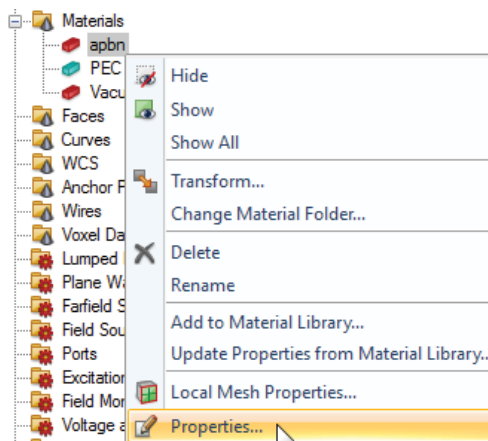 Materials
apbn
PEC
Vacu
Faces
Curves
WCS
Anchor
Wires
Voxel Da
Lumped
Plane Wa
Farfield S
Field Sou
Ports
Excitation
Field Mor
Voltage a
Hide
Show
Show All
Transform...
Change Material Folder...
Delete
Rename
Add to Material Library...
Update Properties from Material Library..
Local Mesh Properties...
Properties...